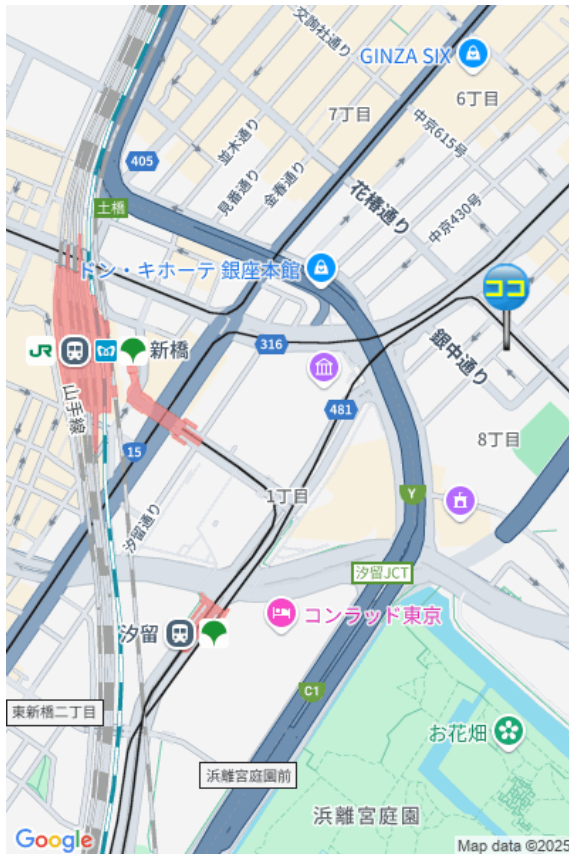 交詢社通り
GINZA SIX
6丁目
7丁目
中京615号
並木通り
405
見番通り
金春通り
花椿通り
土橋
中京430号
ドン・キホーテ 銀座本館
ココ
JR
新橋
316
銀中通り
山手線
481
8丁目
15
1丁目
Y
汐留通り
汐留JCT
汐留
コンラッド東京
C1
東新橋二丁目
お花畑
浜離宮庭園前
浜離宮庭園
Google
Map data ©2025